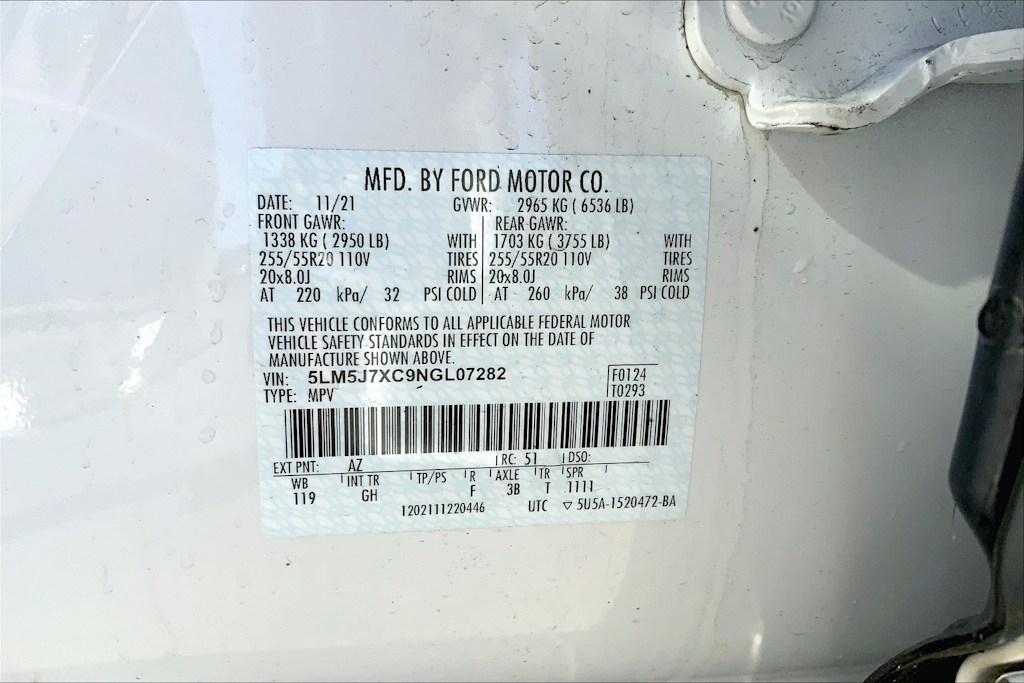 MFD. BY FORD MOTOR CO.
DATE: 11/21 GVWR: 2965 KG ( 6536 LB)
FRONT GAWR: REAR GAWR:
1338 KG ( 2950 LB) WITH 1703 KG ( 3755 LB) WITH
255/55R20 110V TIRES 255/55R20 110V TIRES
20x8.0J RIMS 20x8.0J RIMS
AT 220 kPa/ 32 PSI COLD AT 260 kPa/ 38 PSI COLD
THIS VEHICLE CONFORMS TO ALL APPLICABLE FEDERAL MOTOR
VEHICLE SAFETY STANDARDS IN EFFECT ON THE DATE OF
MANUFACTURE SHOWN ABOVE.
VIN: 5LM5J7XC9NGL07282 F0124
TYPE: MPV T0293
EXT PNT: AZ RC: 51 DSO:
WB INT TR TP/PS R AXLE TR SPR
119 GH F 3B T 1111
1202111220446 UTC ▽ 5U5A-1520472-BA